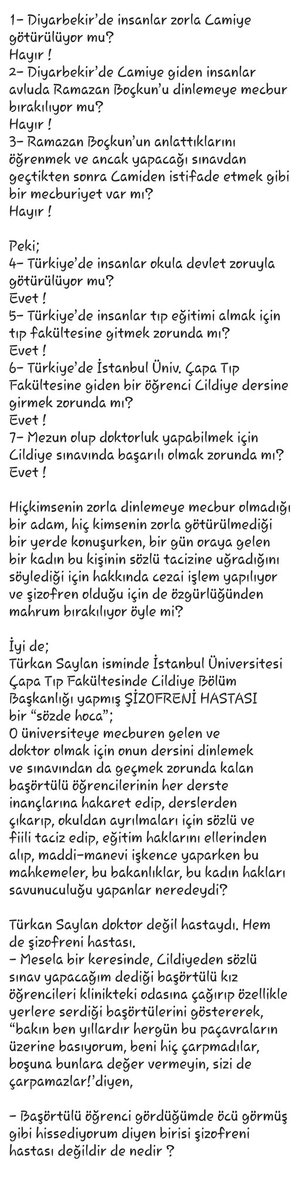 1- Diyarbekir'de insanlar zorla Camiye
götürülüyor mu?
Hayır !
2- Diyarbekir'de Camiye giden insanlar
avluda Ramazan Boçkun'u dinlemeye mecbur
bırakılıyor mu?
Hayır !
3- Ramazan Boçkun'un anlattıklarını
öğrenmek ve ancak yapacağı sınavdan
geçtikten sonra Camiden istifade etmek gibi
bir mecburiyet var mı?
Hayır !
Peki;
4- Türkiye'de insanlar okula devlet zoruyla
götürülüyor mu?
Evet !
5- Türkiye'de insanlar tıp eğitimi almak için
tıp fakültesine gitmek zorunda mı?
Evet !
6- Türkiye'de İstanbul Üniv. Çapa Tıp
Fakültesine giden bir öğrenci Cildiye dersine
girmek zorunda mı?
Evet !
7- Mezun olup doktorluk yapabilmek için
Cildiye sınavında başarılı olmak zorunda mı?
Evet !
Hiçkimsenin zorla dinlemeye mecbur olmadığı
bir adam, hiç kimsenin zorla götürülmediği
bir yerde konuşurken, bir gün oraya gelen
bir kadın bu kişinin sözlü tacizine uğradığını
söylediği için hakkında cezai işlem yapılıyor
ve şizofren olduğu için de özgürlüğünden
mahrum bırakılıyor öyle mi?
İyi de;
Türkan Saylan isminde İstanbul Üniversitesi
Çapa Tıp Fakültesinde Cildiye Bölüm
Başkanlığı yapmış ŞİZOFRENİ HASTASI
bir "sözde hoca";
O üniversiteye mecburen gelen ve
doktor olmak için onun dersini dinlemek
ve sınavından da geçmek zorunda kalan
başörtülü öğrencilerinin her derste
inançlarına hakaret edip, derslerden
çıkarıp, okuldan ayrılmaları için sözlü ve
fiili taciz edip, eğitim haklarını ellerinden
alıp, maddi-manevi işkence yaparken bu
mahkemeler, bu bakanlıklar, bu kadın hakları
savunuculuğu yapanlar neredeydi?
Türkan Saylan doktor değil hastaydı. Hem
de şizofreni hastası.
- Mesela bir keresinde, Cildiyeden sözlü
sınav yapacağım dediği başörtülü kız
öğrencileri klinikteki odasına çağırıp özellikle
yerlere serdiği başörtülerini göstererek,
"bakın ben yıllardır hergün bu paçavraların
üzerine basıyorum, beni hiç çarpmadılar,
boşuna bunlara değer vermeyin, sizi de
çarpamazlar!'diyen,
- Başörtülü öğrenci gördüğümde öcü görmüş
gibi hissediyorum diyen birisi şizofreni
hastası değildir de nedir ?